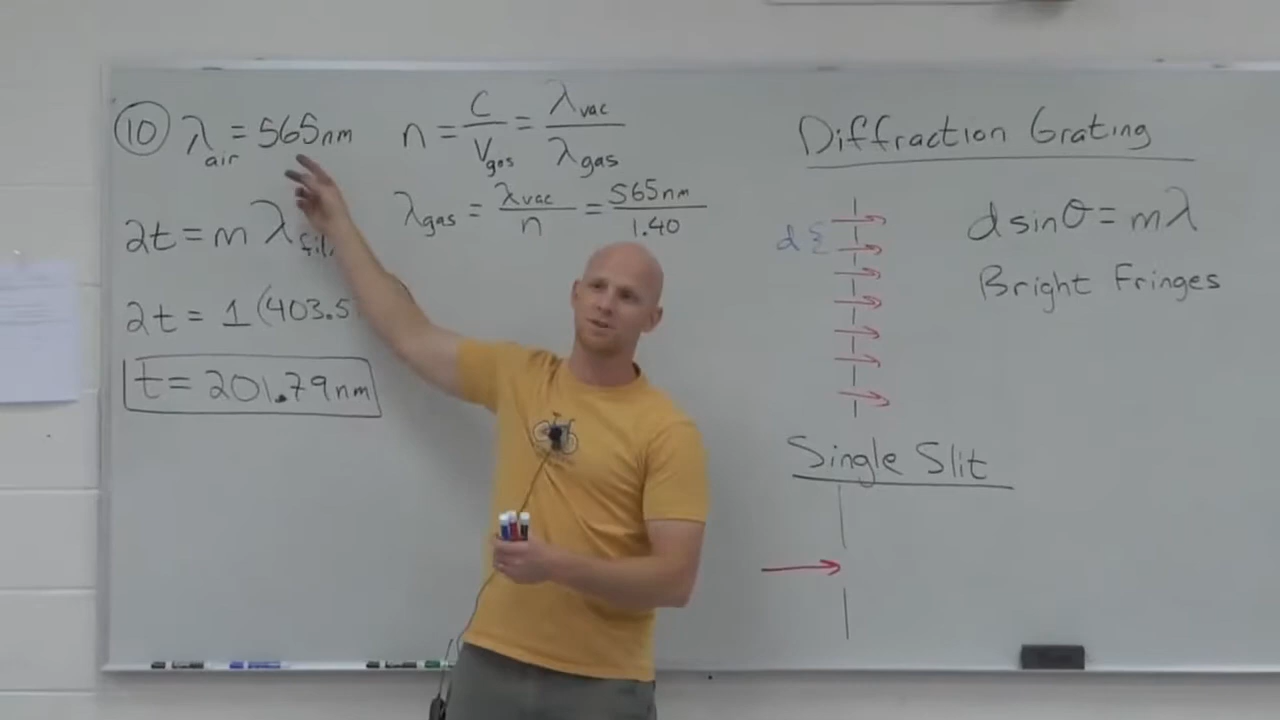 10 λair = 565nm
n = C/Vgas = λvac/λgas
λgas = λvac/n = 565nm/1.40
2t = m λfil
2t = 1 (403.5
t = 201.79nm
Diffraction Grating
d
d sinθ = mλ
Bright Fringes
Single Slit